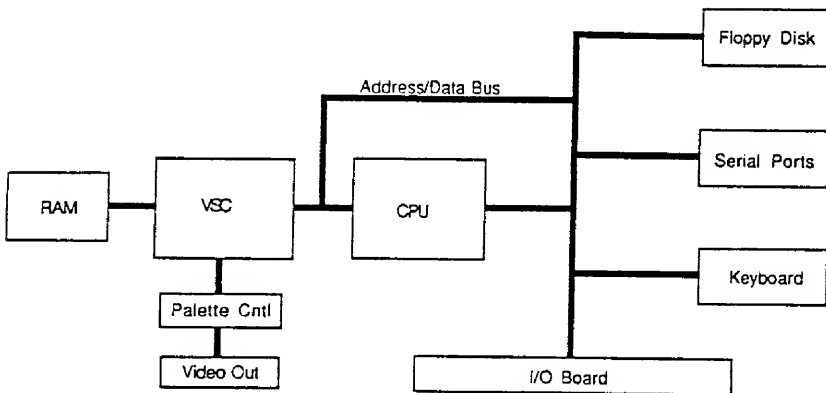 Floppy Disk
Address/Data Bus
Serial Ports
RAM
VSC
CPU
Keyboard
Palette Cntl
Video Out
I/O Board